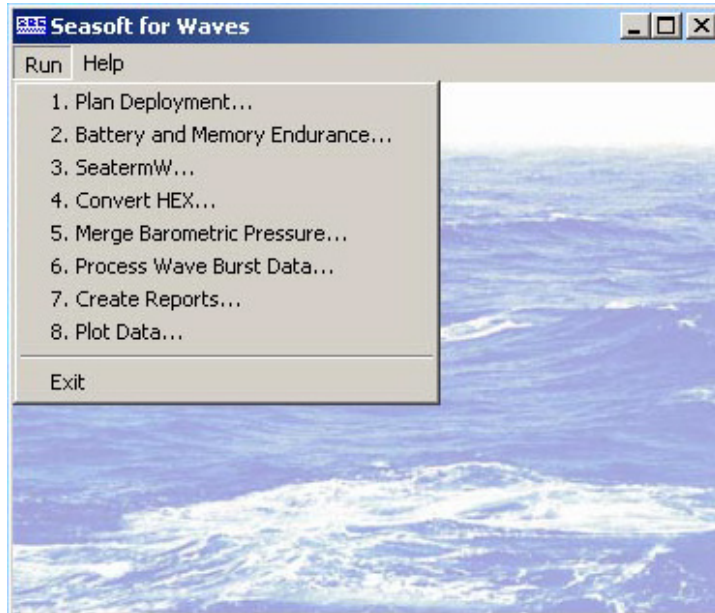 Seasoft for Waves
Run Help
1. Plan Deployment...
2. Battery and Memory Endurance...
3. SeatermW...
4. Convert HEX...
5. Merge Barometric Pressure...
6. Process Wave Burst Data...
7. Create Reports...
8. Plot Data...
Exit